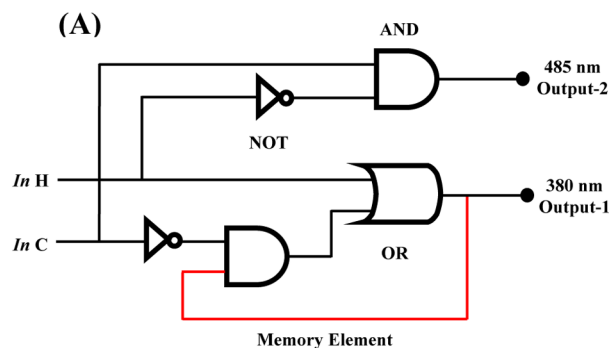 (A)
AND
485 nm
Output-2
NOT
In H
380 nm
Output-1
In C
OR
Memory Element